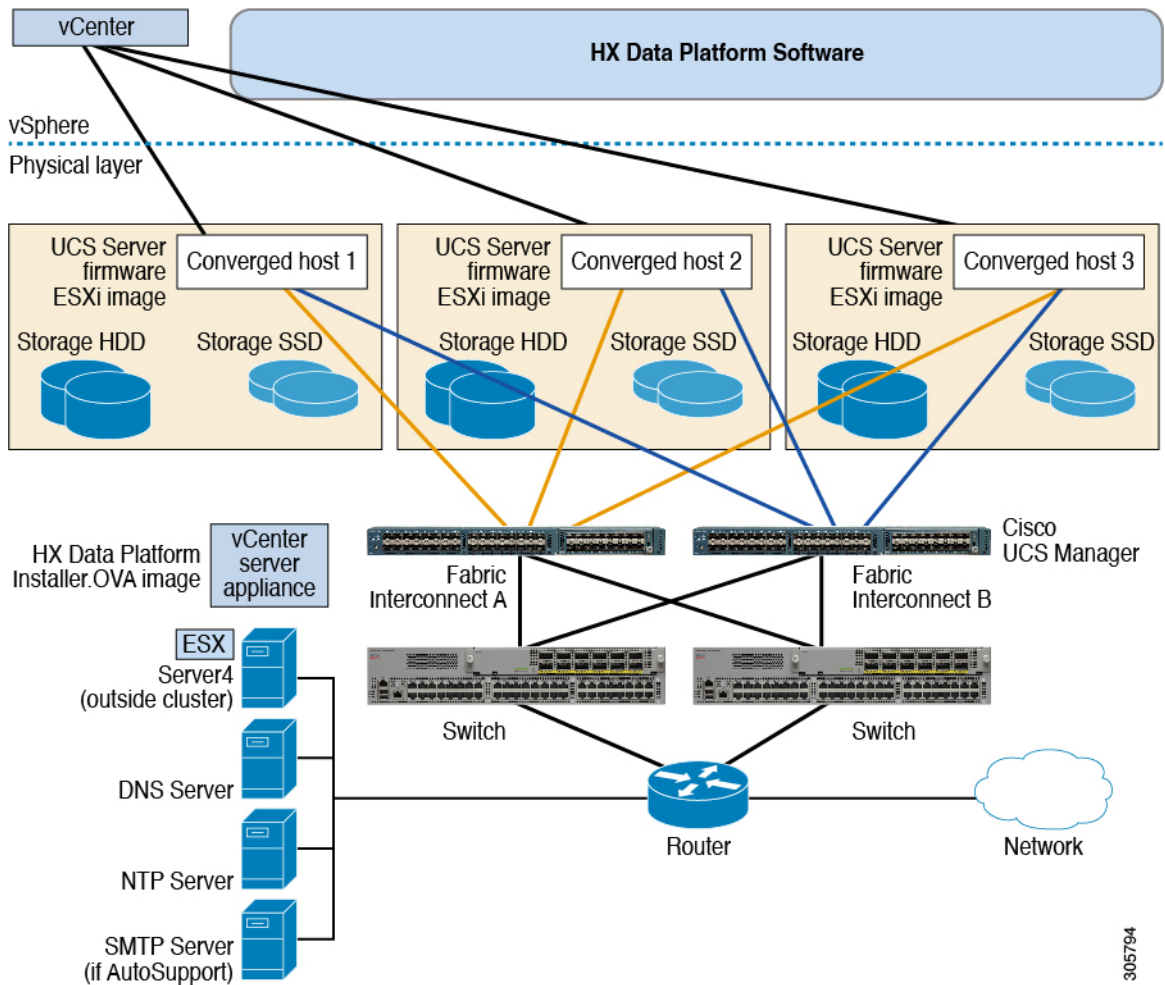 vCenter
HX Data Platform Software
vSphere
Physical layer
UCS Server
firmware
ESXi image
Converged host 1
Storage HDD
Storage SSD
UCS Server
firmware
ESXi image
Converged host 2
Storage HDD
Storage SSD
UCS Server
firmware
ESXi image
Converged host 3
Storage HDD
Storage SSD
HX Data Platform
Installer.OVA image
vCenter
server
appliance
Fabric
Interconnect A
Fabric
Interconnect B
Cisco
UCS Manager
ESX
Server4
(outside cluster)
Switch
Switch
DNS Server
Router
Network
NTP Server
SMTP Server
(if AutoSupport)
305794